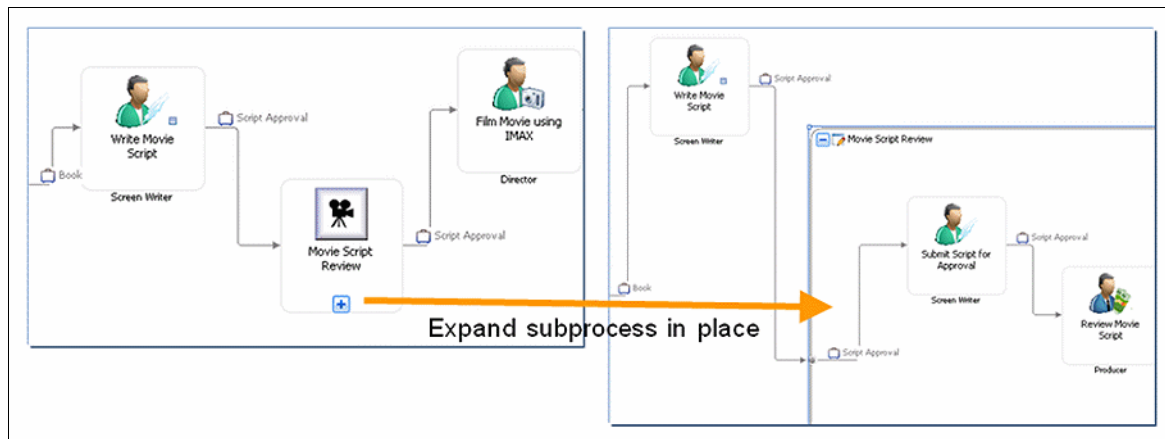 Write Movie
Script
Screen Writer
Book
Script Approval
Movie Script
Review
Script Approval
Film Movie using
IMAX
Director
Expand subprocess in place
Write Movie
Script
Screen Writer
Script Approval
Book
Movie Script Review
Script Approval
Submit Script for
Approval
Screen Writer
Script Approval
Review Movie
Script
Producer